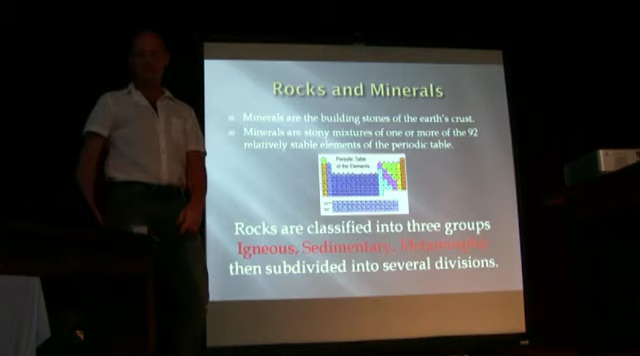 Rocks and Minerals
Minerals are the building stones of the earth's crust.
Minerals are stony mixtures of one or more of the 92
relatively stable elements of the periodic table.
Periodic Table
of the Elements
Rocks are classified into three groups
Igneous, Sedimentary, Metamorphic
then subdivided into several divisions.